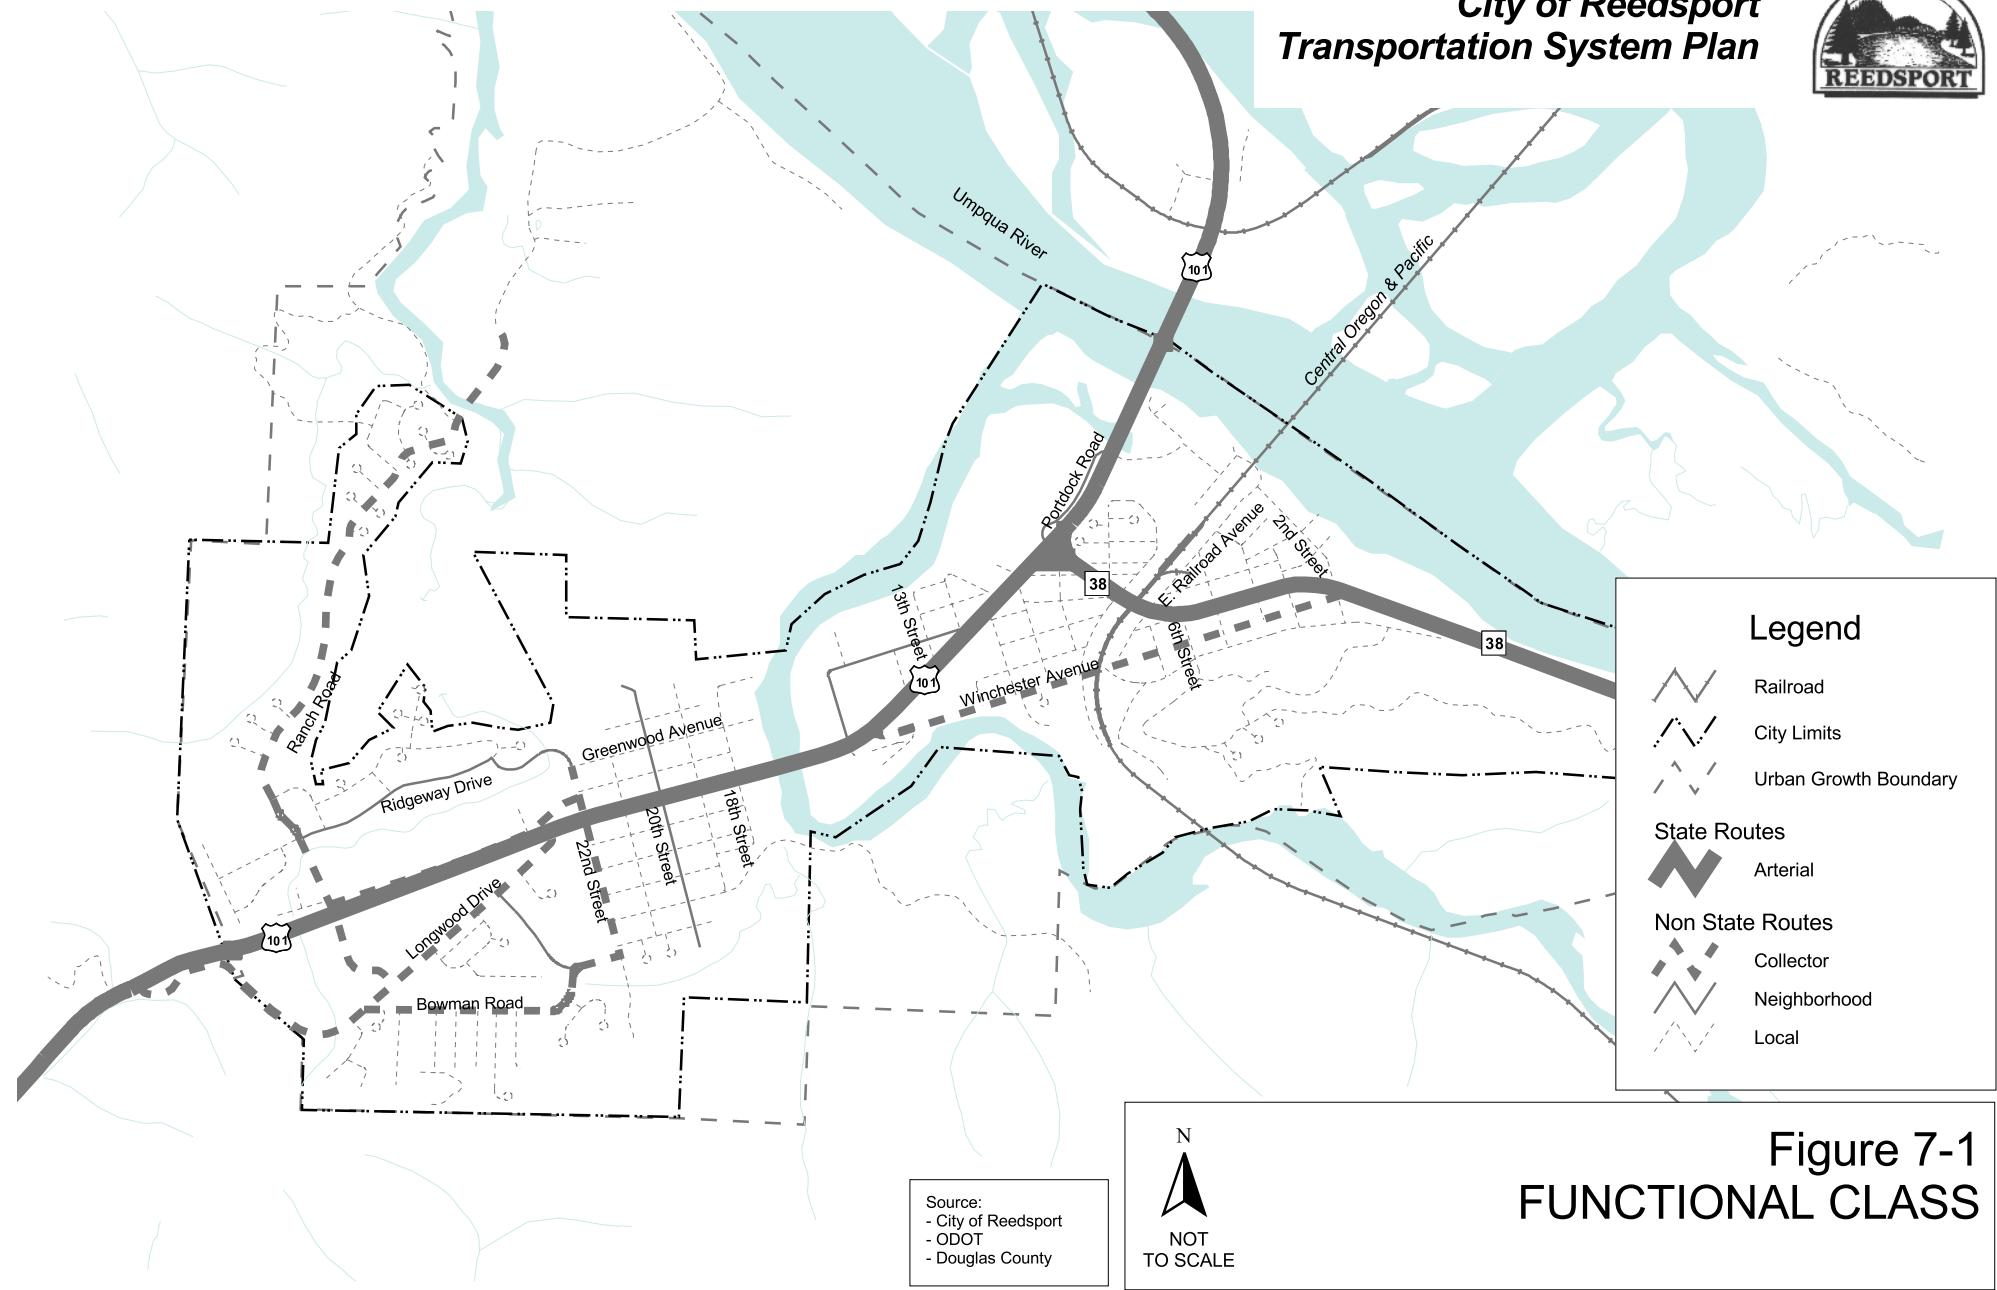 City of Reedsport
Transportation System Plan
REEDSPORT
Umpqua River
101
Central Oregon & Pacific
Portdock Road
E. Railroad Avenue
2nd Street
38
13th Street
6th Street
38
101
Winchester Avenue
Ranch Road
Greenwood Avenue
Ridgeway Drive
18th Street
20th Street
22nd Street
Longwood Drive
101
Bowman Road
Legend
Railroad
City Limits
Urban Growth Boundary
State Routes
Arterial
Non State Routes
Collector
Neighborhood
Local
Source:
- City of Reedsport
- ODOT
- Douglas County
N
NOT
TO SCALE
Figure 7-1
FUNCTIONAL CLASS